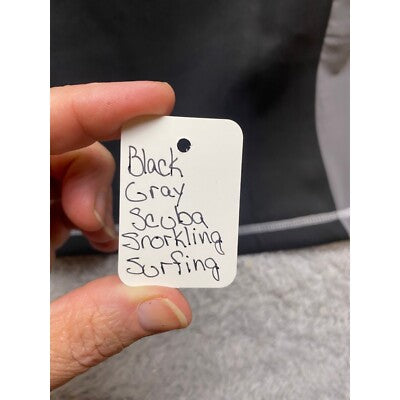 Black
Gray
Scuba
Snorkling
Surfing